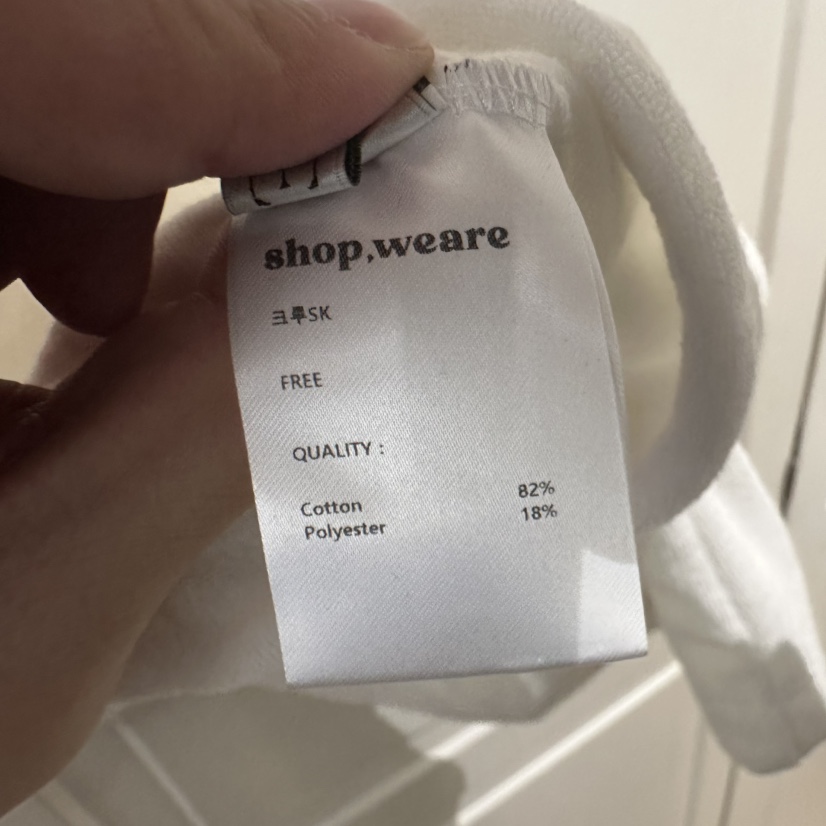 shop,weare
크루SK
FREE
QUALITY :
Cotton 82%
Polyester 18%